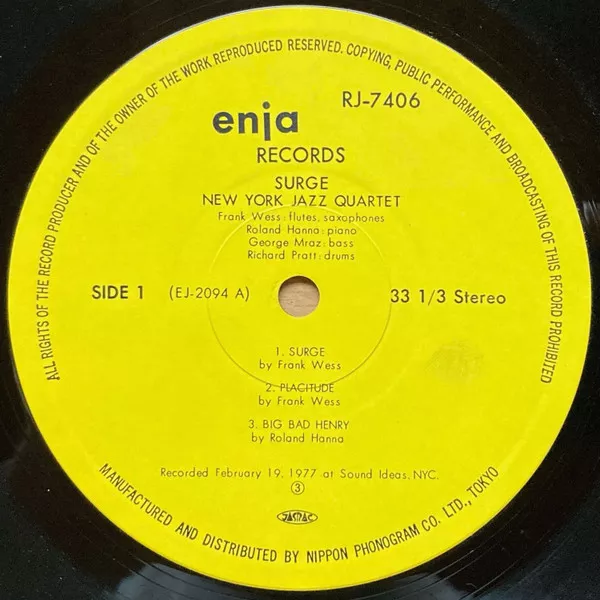 ALL RIGHTS OF THE RECORD PRODUCER AND OF THE OWNER OF THE WORK REPRODUCED RESERVED. COPYING, PUBLIC PERFORMANCE AND BROADCASTING OF THIS RECORD PROHIBITED
enja
RJ-7406
RECORDS
SURGE
NEW YORK JAZZ QUARTET
Frank Wess: flutes, saxophones
Roland Hanna: piano
George Mraz: bass
Richard Pratt: drums
SIDE 1 (EJ-2094 A) 33 1/3 Stereo
1. SURGE
by Frank Wess
2. PLACITUDE
by Frank Wess
3. BIG BAD HENRY
by Roland Hanna
Recorded February 19, 1977 at Sound Ideas, NYC.
③
JASRAC
MANUFACTURED AND DISTRIBUTED BY NIPPON PHONOGRAM CO. LTD., TOKYO